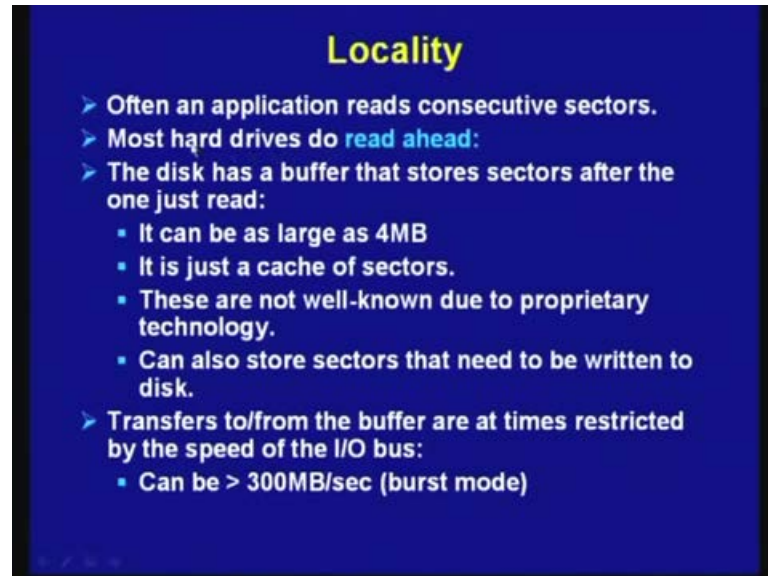 Locality
➢ Often an application reads consecutive sectors.
➢ Most hard drives do read ahead:
➢ The disk has a buffer that stores sectors after the
one just read:
▪ It can be as large as 4MB
▪ It is just a cache of sectors.
▪ These are not well-known due to proprietary
technology.
▪ Can also store sectors that need to be written to
disk.
➢ Transfers to/from the buffer are at times restricted
by the speed of the I/O bus:
▪ Can be > 300MB/sec (burst mode)